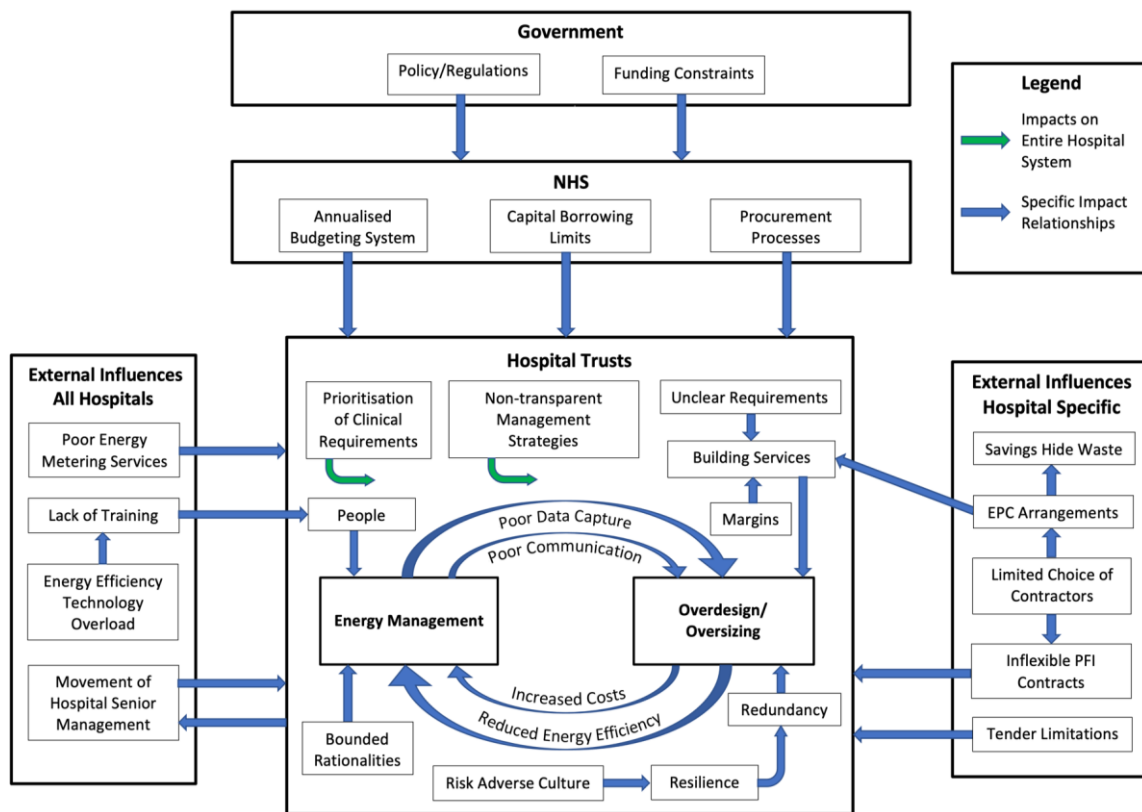 Government
Policy/Regulations
Funding Constraints
Legend
Impacts on
Entire Hospital
System
Specific Impact
Relationships
NHS
Annualised
Budgeting System
Capital Borrowing
Limits
Procurement
Processes
External Influences
All Hospitals
Poor Energy
Metering Services
Lack of Training
Energy Efficiency
Technology
Overload
Movement of
Hospital Senior
Management
Hospital Trusts
Prioritisation
of Clinical
Requirements
Non-transparent
Management
Strategies
Unclear Requirements
Building Services
Margins
People
Poor Data Capture
Poor Communication
Energy Management
Overdesign/
Oversizing
Increased Costs
Reduced Energy Efficiency
Redundancy
Bounded
Rationalities
Risk Adverse Culture
Resilience
External Influences
Hospital Specific
Savings Hide Waste
EPC Arrangements
Limited Choice of
Contractors
Inflexible PFI
Contracts
Tender Limitations